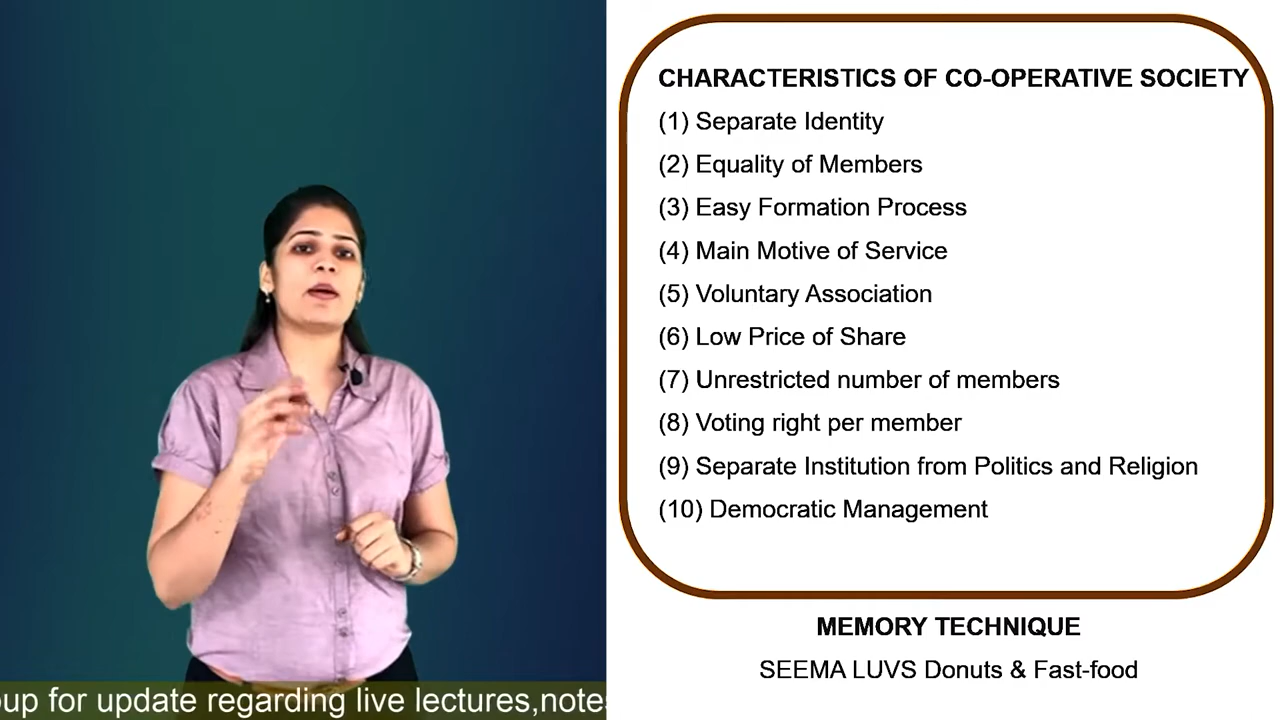 CHARACTERISTICS OF CO-OPERATIVE SOCIETY
(1) Separate Identity
(2) Equality of Members
(3) Easy Formation Process
(4) Main Motive of Service
(5) Voluntary Association
(6) Low Price of Share
(7) Unrestricted number of members
(8) Voting right per member
(9) Separate Institution from Politics and Religion
(10) Democratic Management
MEMORY TECHNIQUE
SEEMA LUVS Donuts & Fast-food
for update regarding live lectures,notes